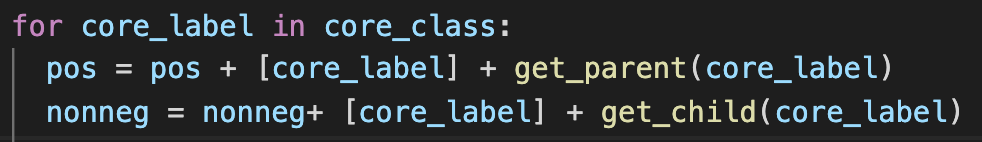 for core_label in core_class:
pos = pos + [core_label] + get_parent(core_label)
nonneg = nonneg+ [core_label] + get_child(core_label)